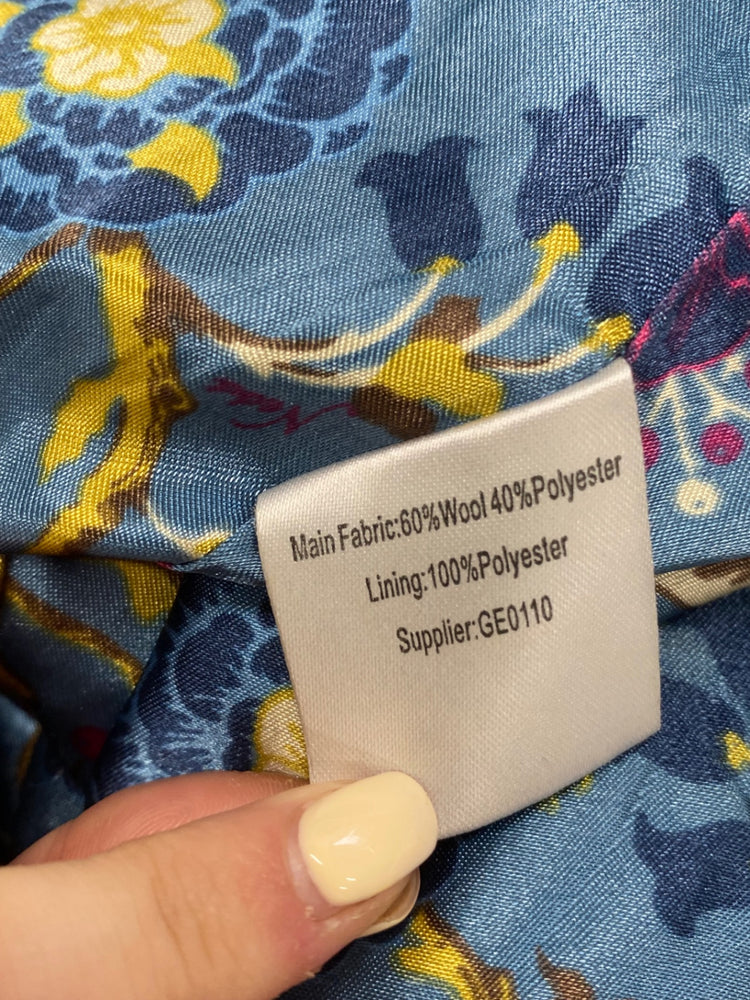 Main Fabric:60%Wool 40%Polyester
Lining:100%Polyester
Supplier:GE0110